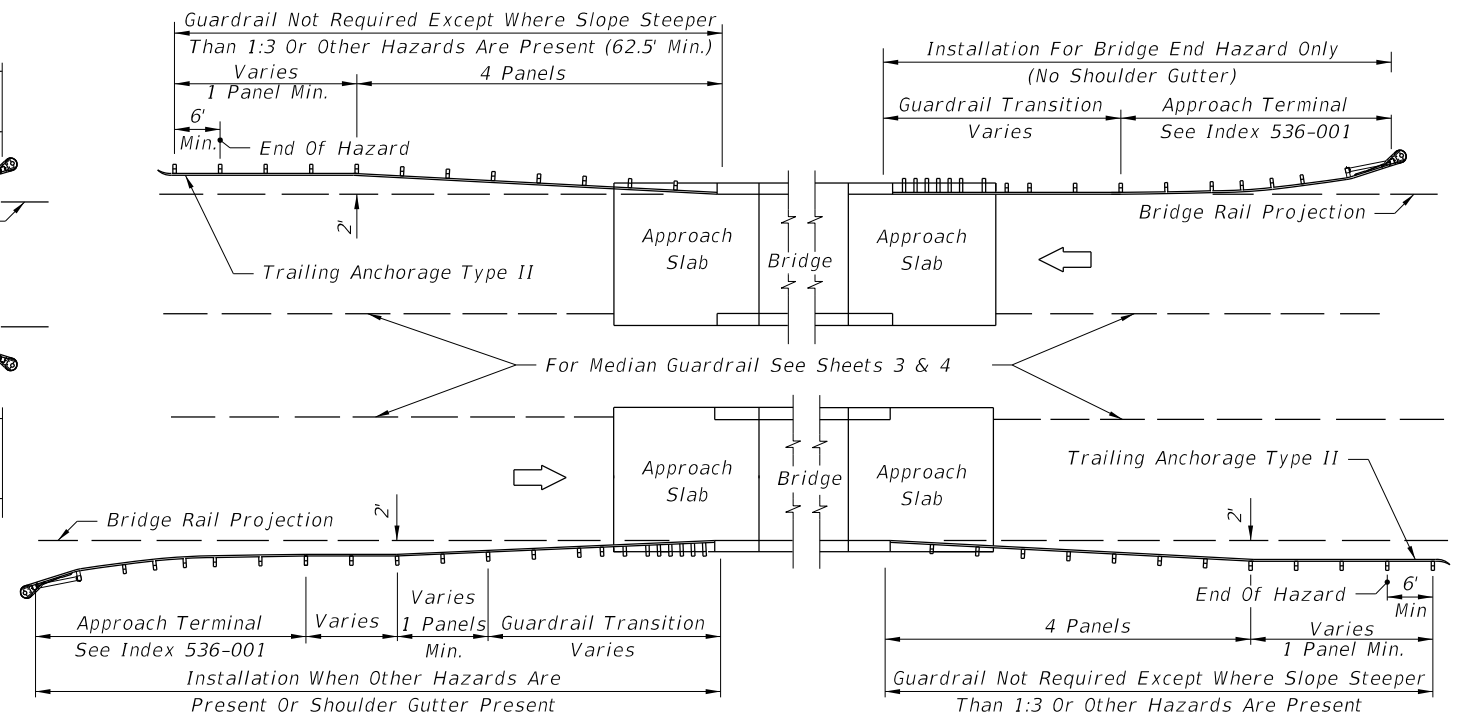 Guardrail Not Required Except Where Slope Steeper
Than 1:3 Or Other Hazards Are Present (62.5' Min.)
Varies
1 Panel Min.
4 Panels
6'
Min.
End Of Hazard
2'
Trailing Anchorage Type II
Installation For Bridge End Hazard Only
(No Shoulder Gutter)
Guardrail Transition
Varies
Approach Terminal
See Index 536-001
Bridge Rail Projection
Approach
Slab
Bridge
Approach
Slab
For Median Guardrail See Sheets 3 & 4
Approach
Slab
Bridge
Approach
Slab
Trailing Anchorage Type II
Bridge Rail Projection
2'
2'
End Of Hazard
6'
Min
Approach Terminal
See Index 536-001
Varies
Varies
1 Panels
Min.
Guardrail Transition
Varies
4 Panels
Varies
1 Panel Min.
Installation When Other Hazards Are
Present Or Shoulder Gutter Present
Guardrail Not Required Except Where Slope Steeper
Than 1:3 Or Other Hazards Are Present